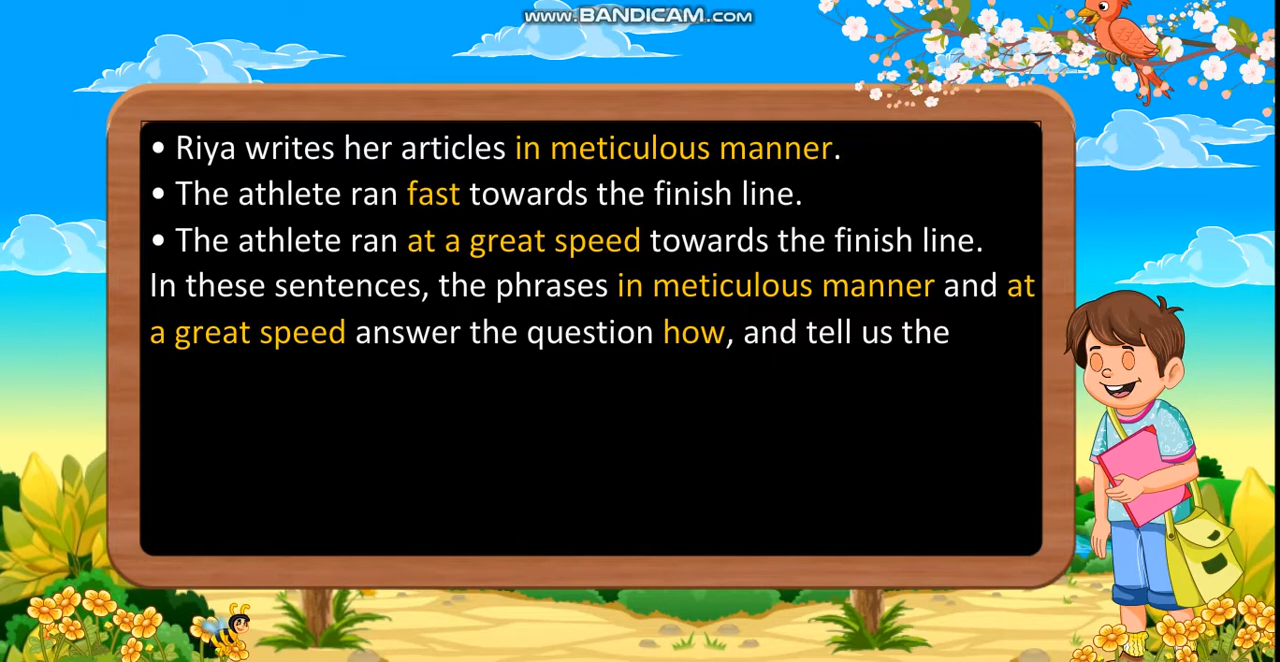 www.BANDICAM.com
• Riya writes her articles in meticulous manner.
• The athlete ran fast towards the finish line.
• The athlete ran at a great speed towards the finish line.
In these sentences, the phrases in meticulous manner and at
a great speed answer the question how, and tell us the